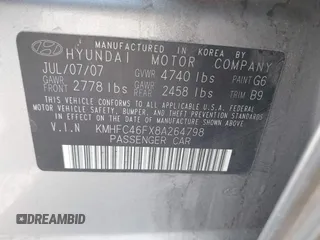 MANUFACTURED IN KOREA BY
HYUNDAI MOTOR COMPANY
JUL/07/07 GVWR 4740 lbs PAINT G6
GAWR FRONT 2778 lbs GAWR REAR 2458 lbs TRIM B9
THIS VEHICLE CONFORMS TO ALL APPLICABLE U.S. FEDERAL MOTOR
VEHICLE SAFETY, BUMPER, AND THEFT PREVENTION STANDARDS
IN EFFECT ON THE DATE OF MANUFACTURE SHOWN ABOVE.
V.I.N KMHFC46FX8A264798
PASSENGER CAR
DREAMBID